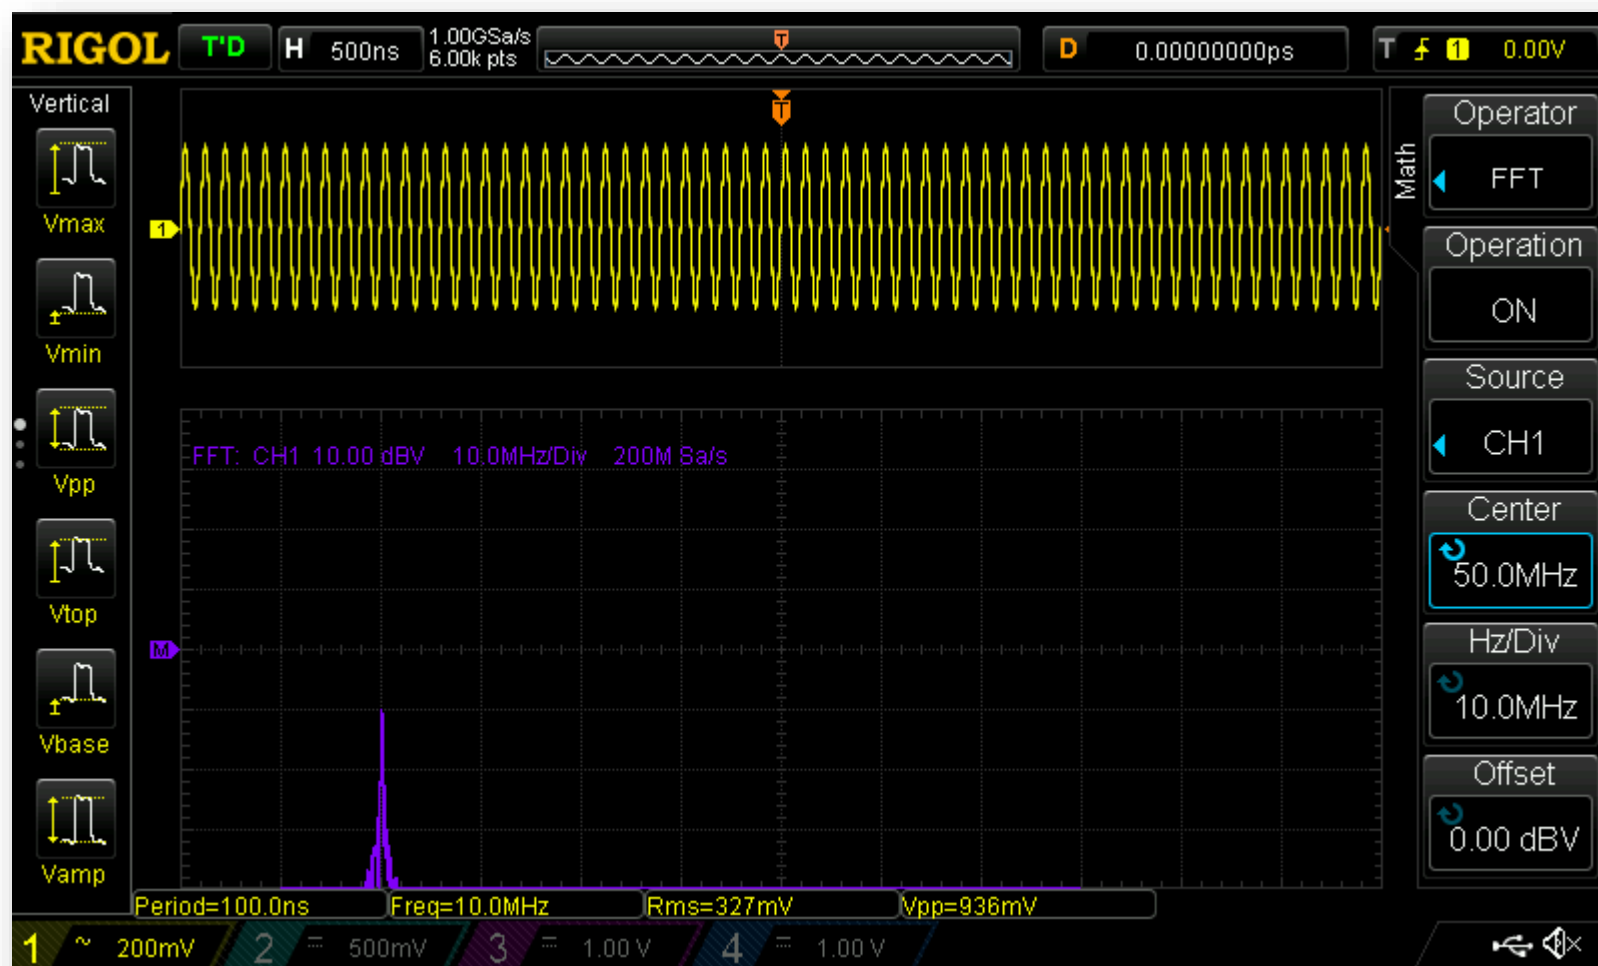 RIGOL T'D H 500ns 1.00GSa/s 6.00k pts T D 0.00000000ps T 1 0.00V
Vertical
Vmax
Vmin
Vpp
Vtop
Vbase
Vamp
T
1
FFT: CH1 10.00 dBV 10.0MHz/Div 200M Sa/s
M
Math
Operator
FFT
Operation
ON
Source
CH1
Center
50.0MHz
Hz/Div
10.0MHz
Offset
0.00 dBV
Period=100.0ns Freq=10.0MHz Rms=327mV Vpp=936mV
1 ~ 200mV 2 500mV 3 1.00 V 4 1.00 V